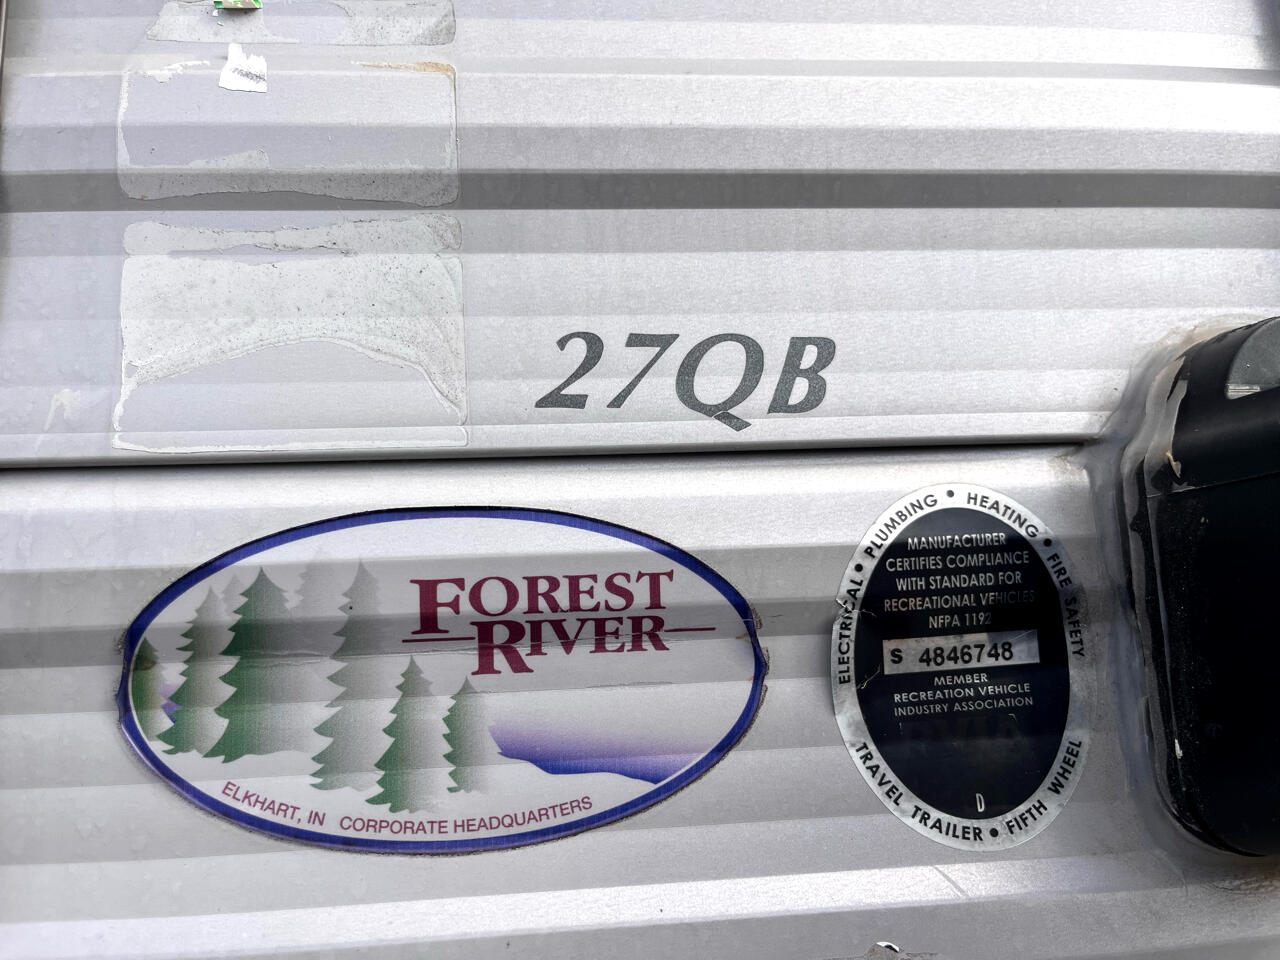 27QB
FOREST
RIVER
ELKHART, IN CORPORATE HEADQUARTERS
ELECTRICAL • PLUMBING • HEATING • FIRE SAFETY
MANUFACTURER
CERTIFIES COMPLIANCE
WITH STANDARD FOR
RECREATIONAL VEHICLES
NFPA 1192
S 4846748
MEMBER
RECREATION VEHICLE
INDUSTRY ASSOCIATION
D
TRAVEL TRAILER • FIFTH WHEEL